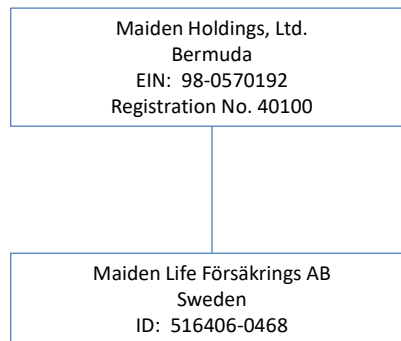 Maiden Holdings, Ltd.
Bermuda
EIN:  98-0570192
Registration No. 40100
Maiden Life Försäkrings AB
Sweden
ID:  516406-0468